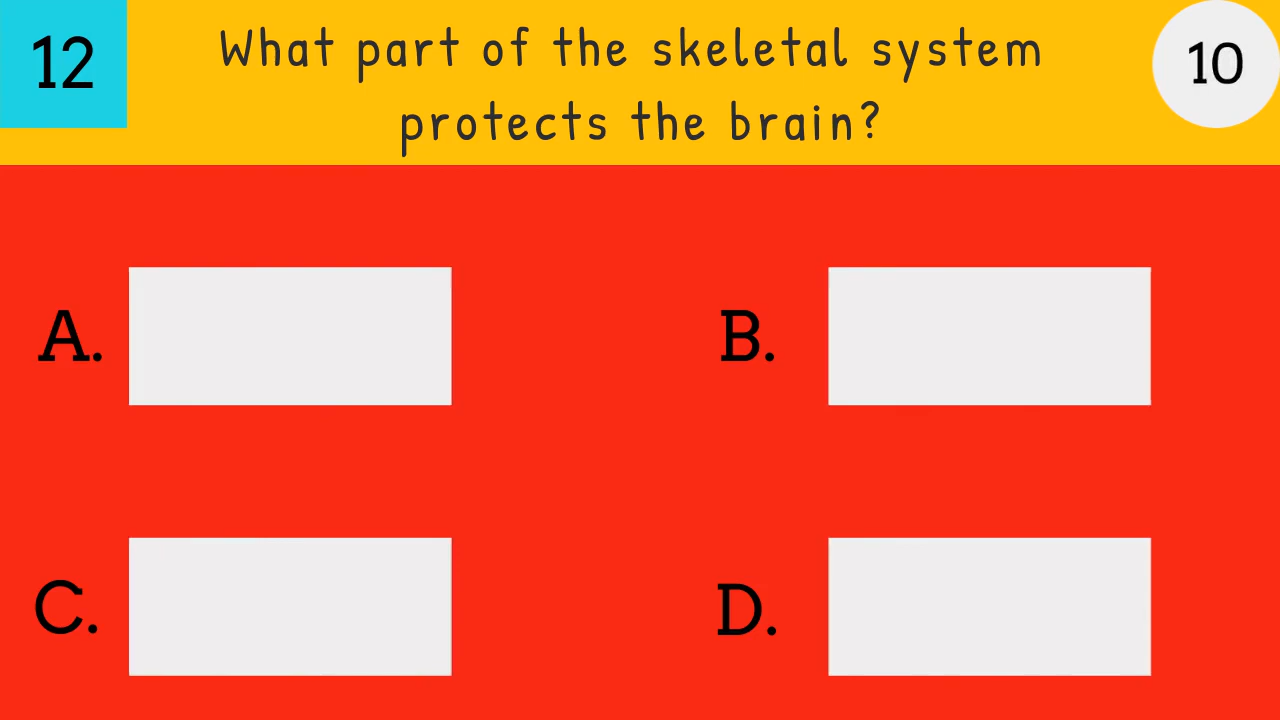 12
What part of the skeletal system
protects the brain?
10
A.
B.
C.
D.